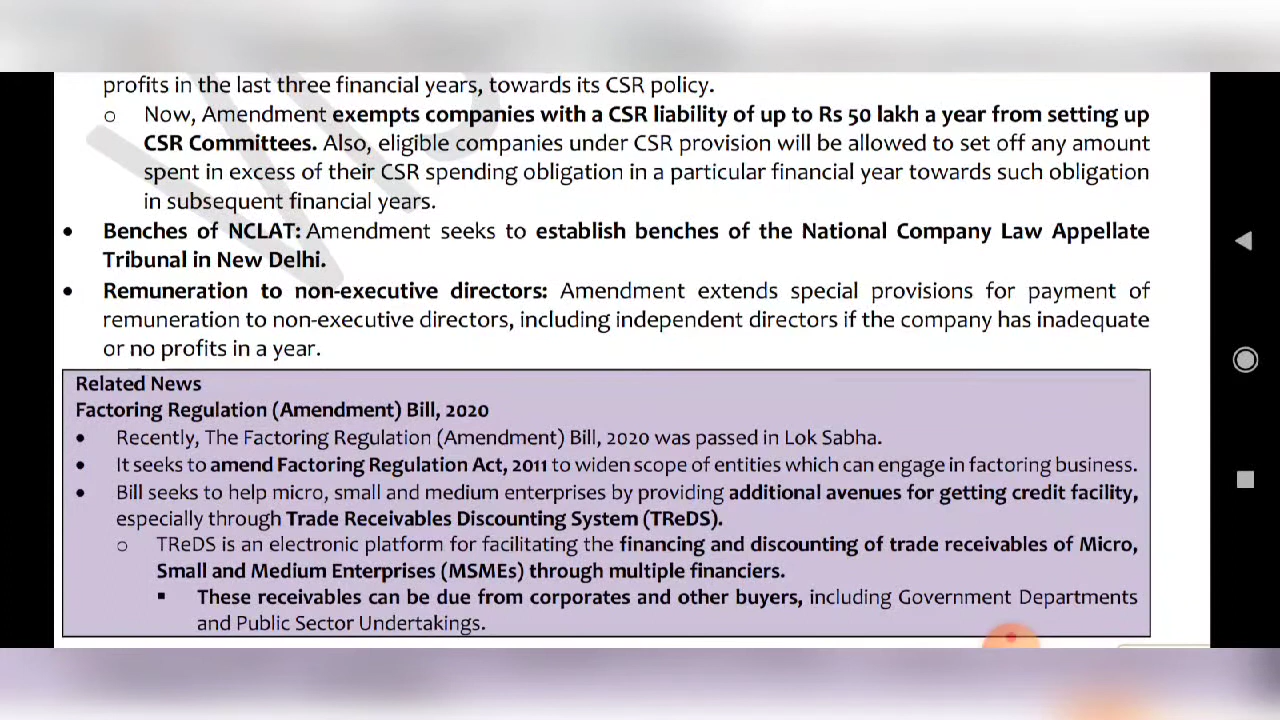 profits in the last three financial years, towards its CSR policy.
o Now, Amendment exempts companies with a CSR liability of up to Rs 50 lakh a year from setting up
CSR Committees. Also, eligible companies under CSR provision will be allowed to set off any amount
spent in excess of their CSR spending obligation in a particular financial year towards such obligation
in subsequent financial years.
• Benches of NCLAT: Amendment seeks to establish benches of the National Company Law Appellate
Tribunal in New Delhi.
• Remuneration to non-executive directors: Amendment extends special provisions for payment of
remuneration to non-executive directors, including independent directors if the company has inadequate
or no profits in a year.
Related News
Factoring Regulation (Amendment) Bill, 2020
• Recently, The Factoring Regulation (Amendment) Bill, 2020 was passed in Lok Sabha.
• It seeks to amend Factoring Regulation Act, 2011 to widen scope of entities which can engage in factoring business.
• Bill seeks to help micro, small and medium enterprises by providing additional avenues for getting credit facility,
especially through Trade Receivables Discounting System (TReDS).
o TReDS is an electronic platform for facilitating the financing and discounting of trade receivables of Micro,
Small and Medium Enterprises (MSMEs) through multiple financiers.
▪ These receivables can be due from corporates and other buyers, including Government Departments
and Public Sector Undertakings.